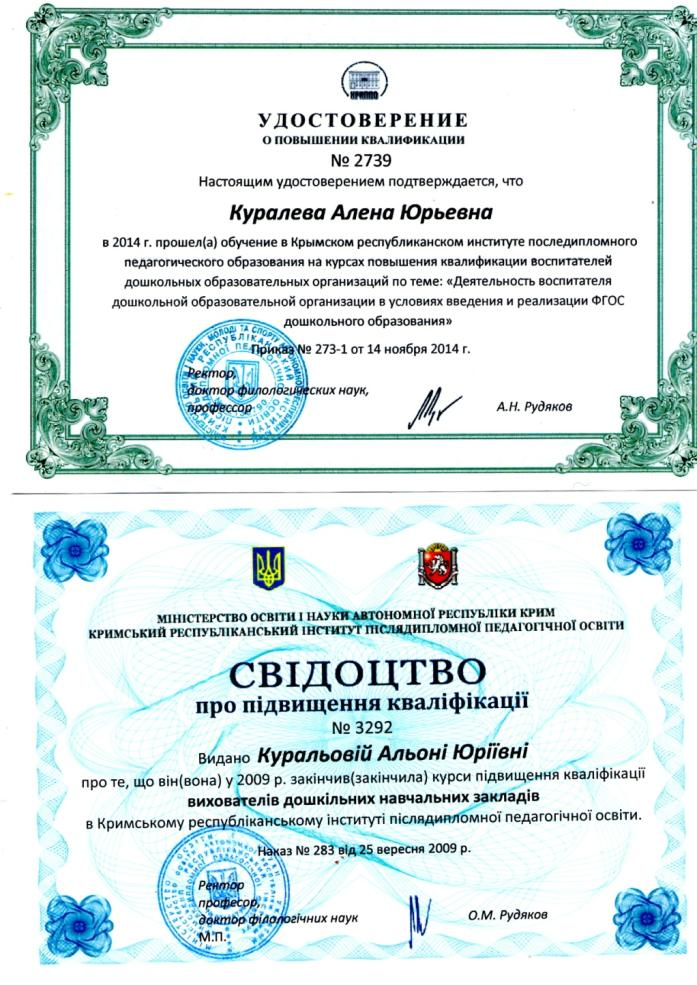 КРИППО
УДОСТОВЕРЕНИЕ
О ПОВЫШЕНИИ КВАЛИФИКАЦИИ
№ 2739
Настоящим удостоверением подтверждается, что
Куралева Алена Юрьевна
в 2014 г. прошел(а) обучение в Крымском республиканском институте последипломного
педагогического образования на курсах повышения квалификации воспитателей
дошкольных образовательных организаций по теме: «Деятельность воспитателя
дошкольной образовательной организации в условиях введения и реализации ФГОС
дошкольного образования»
Приказ № 273-1 от 14 ноября 2014 г.
Ректор,
доктор филологических наук,
профессор
А.Н. Рудяков
МІНІСТЕРСТВО ОСВІТИ І НАУКИ АВТОНОМНОЇ РЕСПУБЛІКИ КРИМ
КРИМСЬКИЙ РЕСПУБЛІКАНСЬКИЙ ІНСТИТУТ ПІСЛЯДИПЛОМНОЇ ПЕДАГОГІЧНОЇ ОСВІТИ
СВІДОЦТВО
про підвищення кваліфікації
№ 3292
Видано Куральовій Альоні Юріївні
про те, що він(вона) у 2009 р. закінчив(закінчила) курси підвищення кваліфікації
вихователів дошкільних навчальних закладів
в Кримському республіканському інституті післядипломної педагогічної освіти.
Наказ № 283 від 25 вересня 2009 р.
Ректор
професор,
доктор філологічних наук
М.П.
О.М. Рудяков